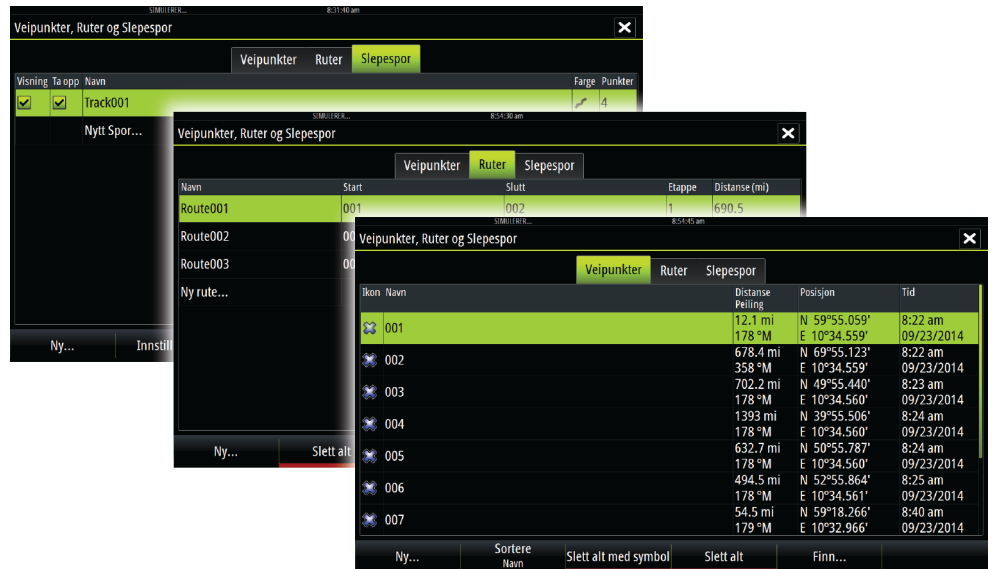 SIMULERER... 8:31:40 am
Veipunkter, Ruter og Slepespor
Veipunkter Ruter Slepespor
Visning Ta opp Navn Farge Punkter
Track001 4
Nytt Spor...
Ny... Innstill
SIMULERER... 8:54:30 am
Veipunkter, Ruter og Slepespor
Veipunkter Ruter Slepespor
Navn Start Slutt Etappe Distanse (mi)
Route001 001 002 1 690.5
Route002 00
Route003 00
Ny rute...
Ny... Slett alt
SIMULERER... 8:54:45 am
Veipunkter, Ruter og Slepespor
Veipunkter Ruter Slepespor
Ikon Navn Distanse Posisjon Tid
Peiling
001 12.1 mi N 59°55.059' 8:22 am
178 °M E 10°34.559' 09/23/2014
002 678.4 mi N 69°55.123' 8:22 am
358 °M E 10°34.559' 09/23/2014
003 702.2 mi N 49°55.440' 8:23 am
178 °M E 10°34.560' 09/23/2014
004 1393 mi N 39°55.506' 8:24 am
178 °M E 10°34.560' 09/23/2014
005 632.7 mi N 50°55.787' 8:24 am
178 °M E 10°34.560' 09/23/2014
006 494.5 mi N 52°55.864' 8:25 am
178 °M E 10°34.561' 09/23/2014
007 54.5 mi N 59°18.266' 8:40 am
179 °M E 10°32.966' 09/23/2014
Ny... Sortere Slett alt med symbol Slett alt Finn...
Navn